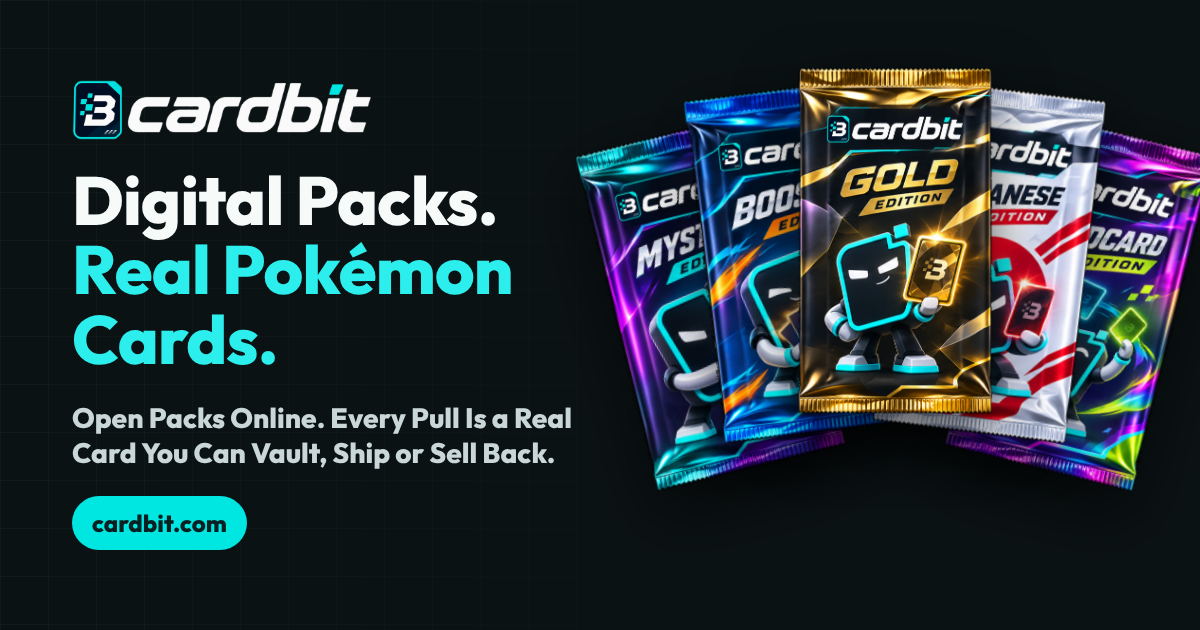 cardbit
Digital Packs.
Real Pokémon
Cards.
Open Packs Online. Every Pull Is a Real
Card You Can Vault, Ship or Sell Back.
cardbit.com
cardbit
GOLD
EDITION